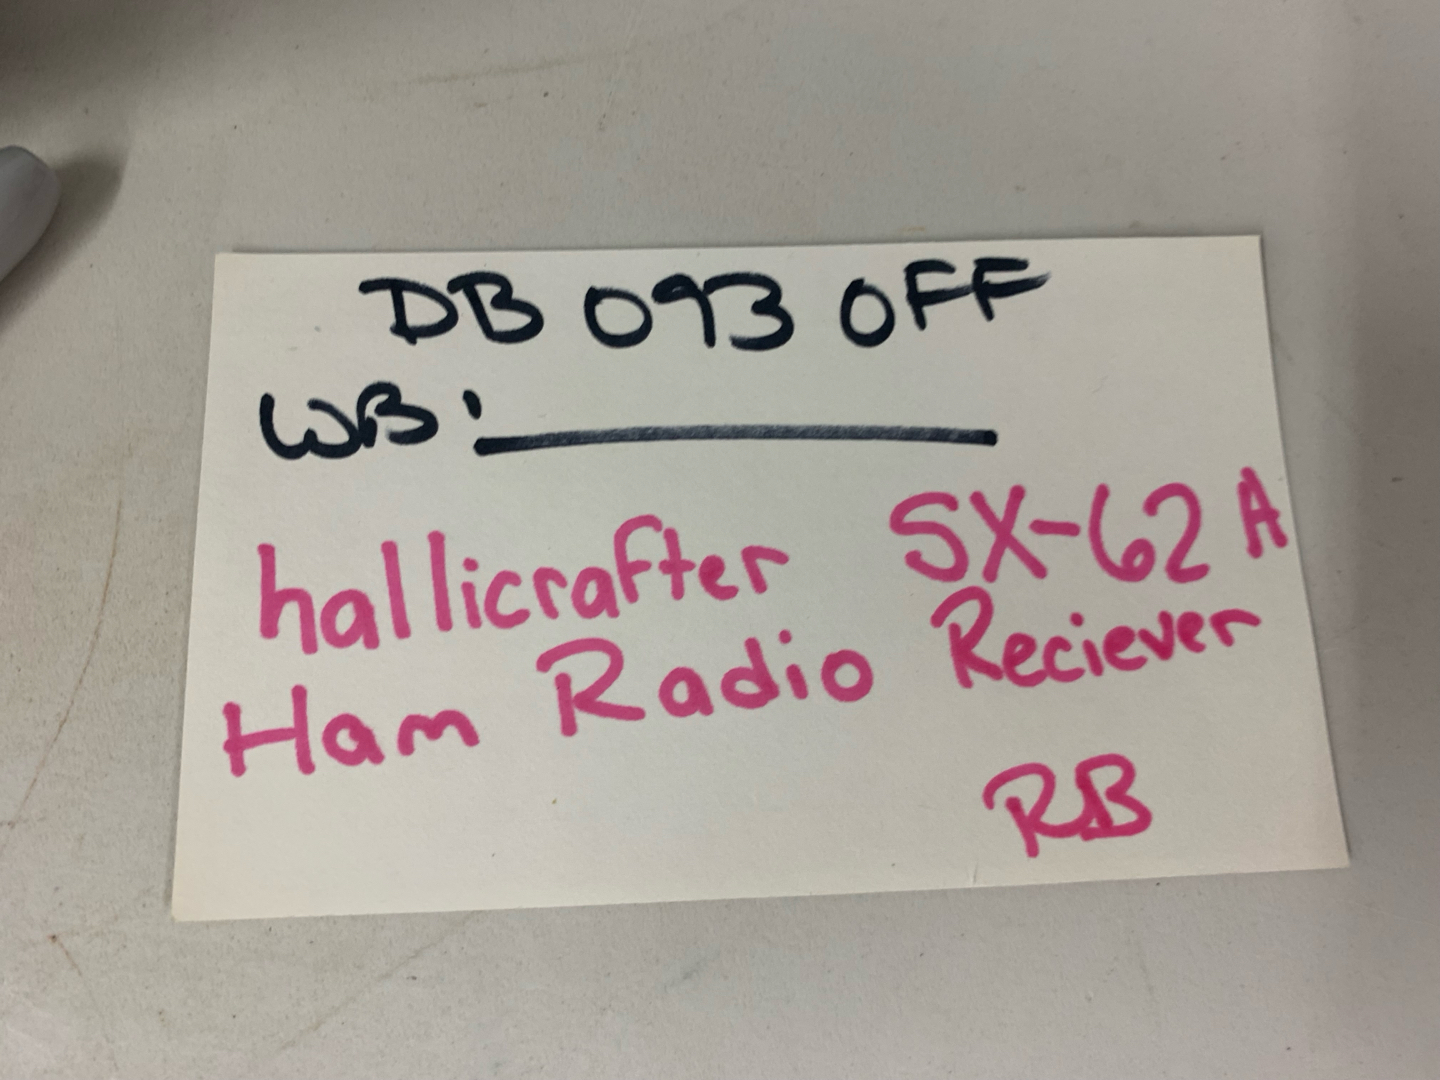 DB 093 OFF
WB:
hallicrafter SX-62 A
Ham Radio Reciever
RB